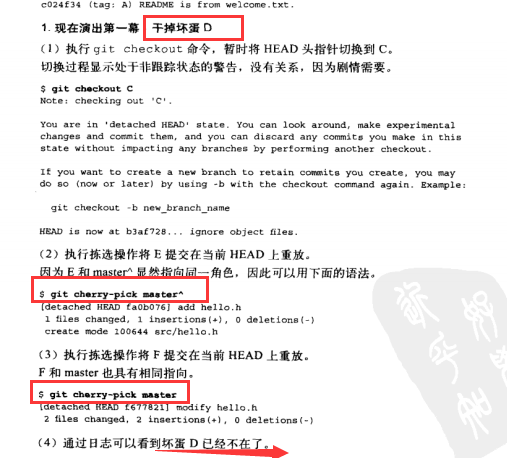 c024f34 (tag: A) README is from welcome.txt.
1. 现在演出第一幕 干掉坏蛋 D
（1）执行 git checkout 命令，暂时将 HEAD 头指针切换到 C。
切换过程显示处于非跟踪状态的警告，没有关系，因为剧情需要。
$ git checkout C
Note: checking out 'C'.
You are in 'detached HEAD' state. You can look around, make experimental
changes and commit them, and you can discard any commits you make in this
state without impacting any branches by performing another checkout.
If you want to create a new branch to retain commits you create, you may
do so (now or later) by using -b with the checkout command again. Example:
git checkout -b new_branch_name
HEAD is now at b3af728... ignore object files.
（2）执行拣选操作将 E 提交在当前 HEAD 上重放。
因为 E 和 master^ 显然指向同一角色，因此可以用下面的语法。
$ git cherry-pick master^
[detached HEAD fa0b076] add hello.h
1 files changed, 1 insertions(+), 0 deletions(-)
create mode 100644 src/hello.h
（3）执行拣选操作将 F 提交在当前 HEAD 上重放。
F 和 master 也具有相同指向。
$ git cherry-pick master
[detached HEAD f677821] modify hello.h
2 files changed, 2 insertions(+), 0 deletions(-)
（4）通过日志可以看到坏蛋 D 已经不在了。